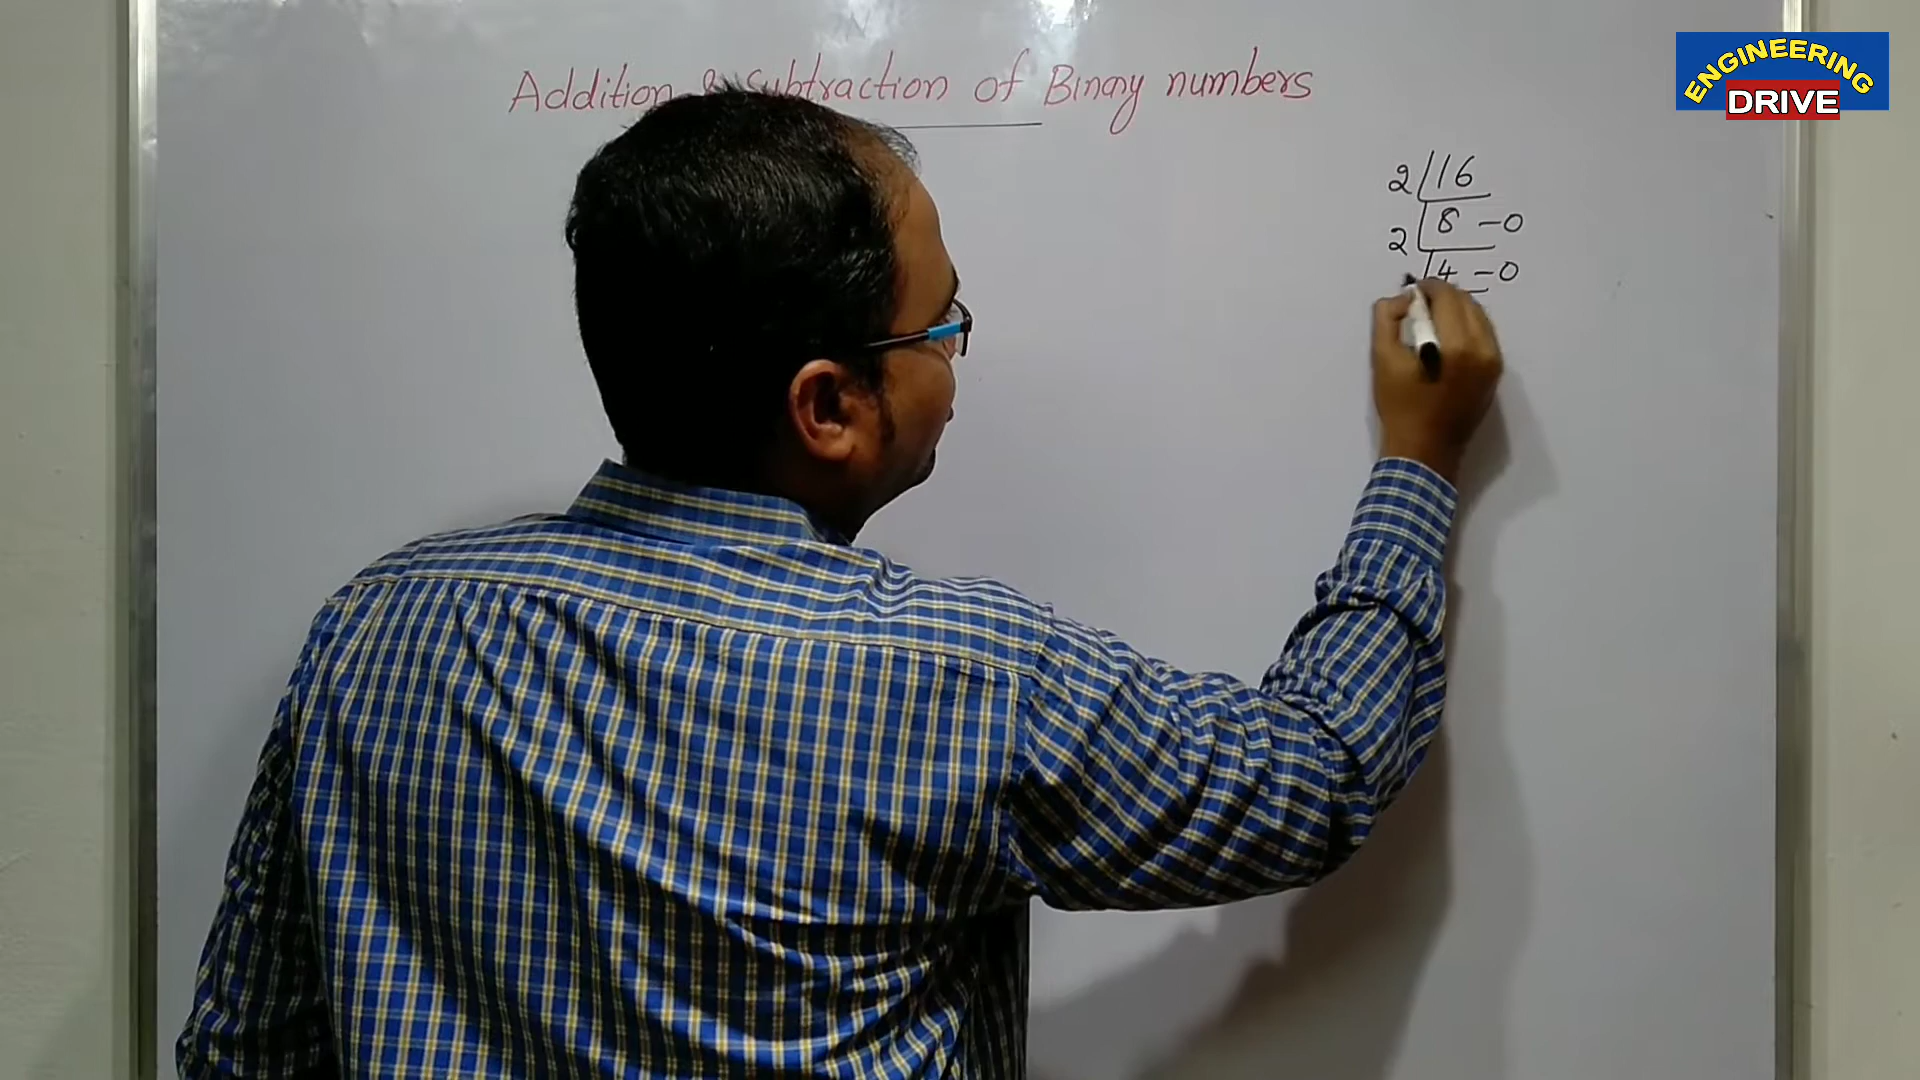 Addition & Subtraction of Binary numbers
ENGINEERING
DRIVE
2 16
2 8 - 0
4 - 0